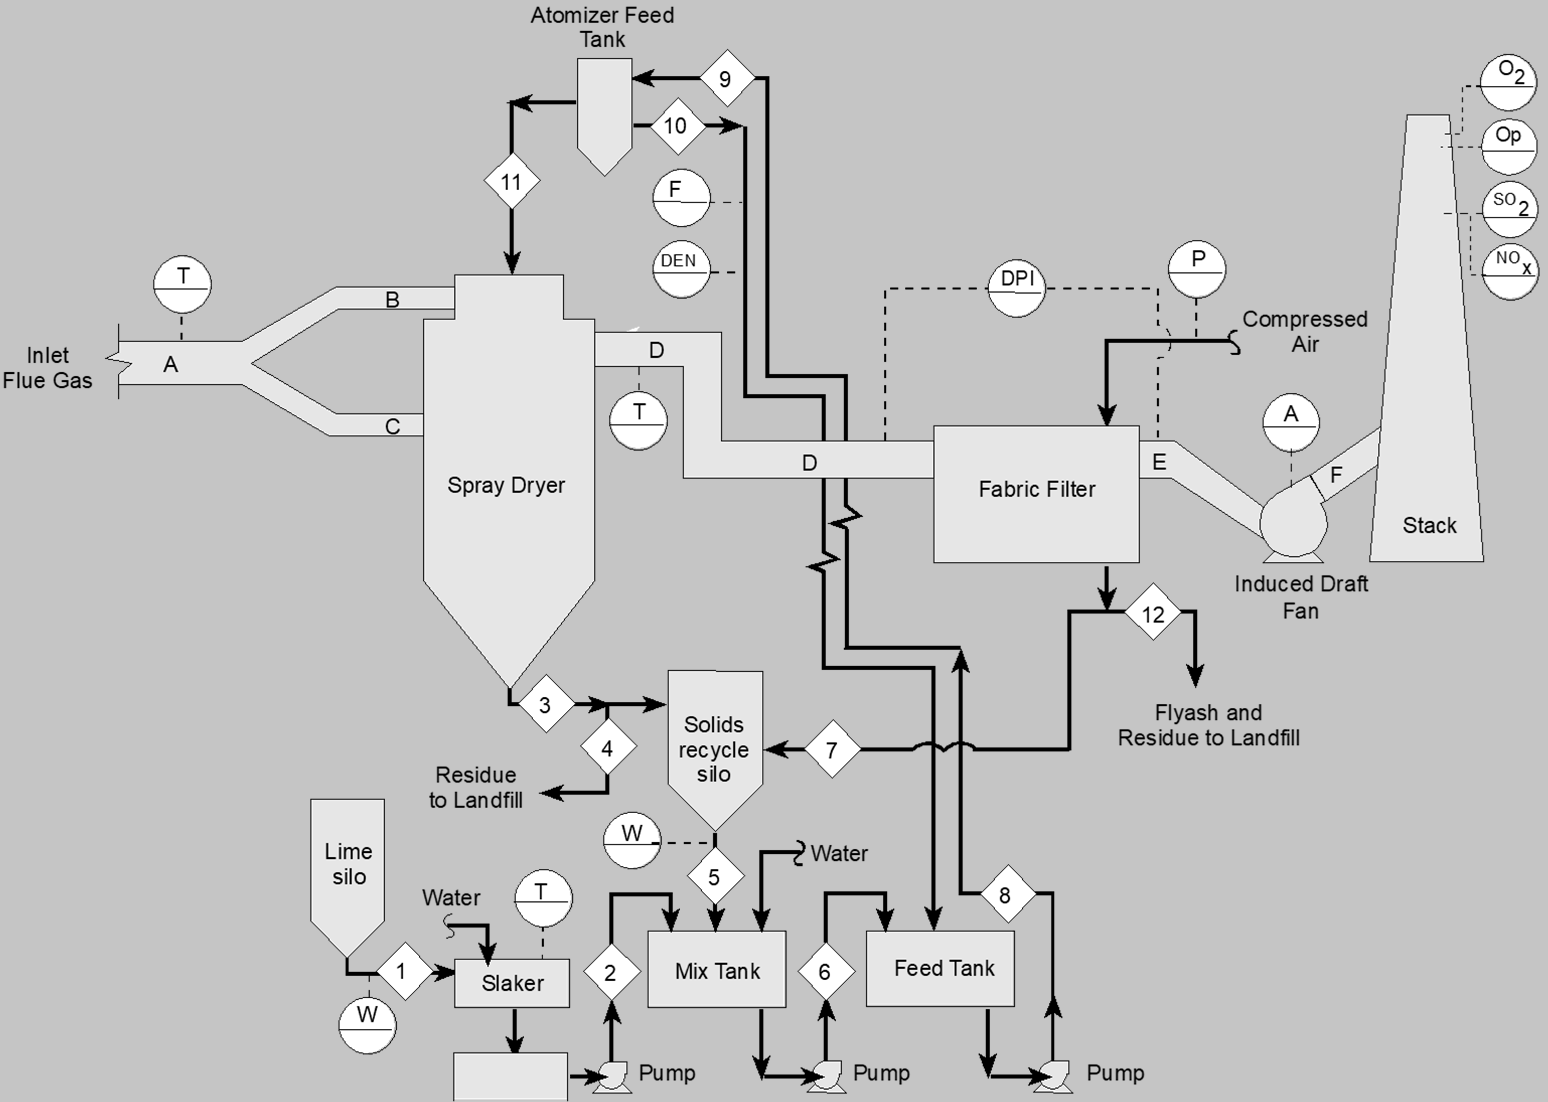 Atomizer Feed
Tank
9
10
11
O2
Op
SO2
NOx
F
DEN
T
DPI
P
Compressed
Air
Inlet
Flue Gas
A
B
C
D
T
D
Spray Dryer
Fabric Filter
E
A
F
Stack
Induced Draft
Fan
12
Flyash and
Residue to Landfill
3
4
Residue
to Landfill
Solids
recycle
silo
7
W
5
Water
Lime
silo
Water
T
1
W
Slaker
2
Mix Tank
6
Feed Tank
8
Pump
Pump
Pump